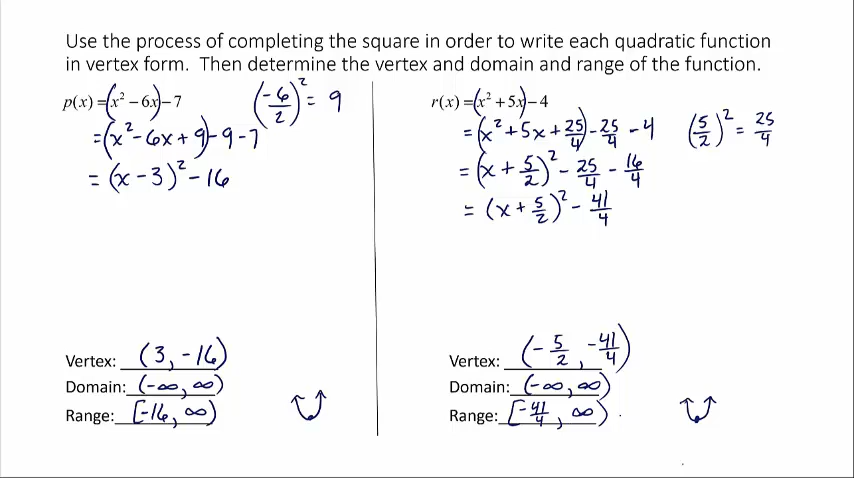 Use the process of completing the square in order to write each quadratic function
in vertex form. Then determine the vertex and domain and range of the function.
p(x) = (x² − 6x) − 7 (-6/2)² = 9
= (x² - 6x + 9) - 9 - 7
= (x - 3)² - 16
Vertex: (3, -16)
Domain: (-∞, ∞)
Range: [-16, ∞)
r(x) = (x² + 5x) − 4
= (x² + 5x + 25/4) - 25/4 - 4 (5/2)² = 25/4
= (x + 5/2)² - 25/4 - 16/4
= (x + 5/2)² - 41/4
Vertex: (-5/2, -41/4)
Domain: (-∞, ∞)
Range: [-41/4, ∞)